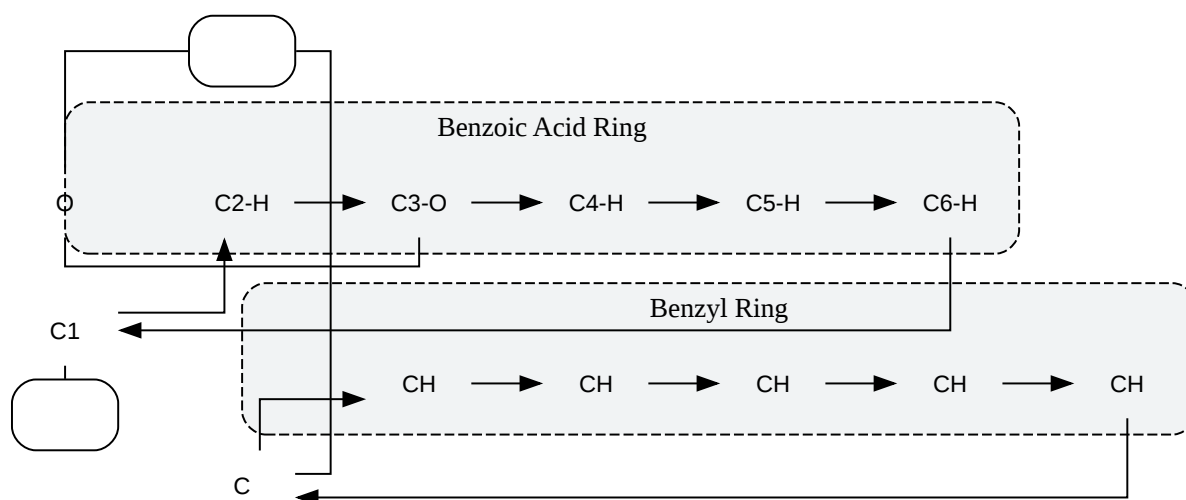 Benzoic Acid Ring
O C2-H C3-O C4-H C5-H C6-H
Benzyl Ring
C1
CH CH CH CH CH
C